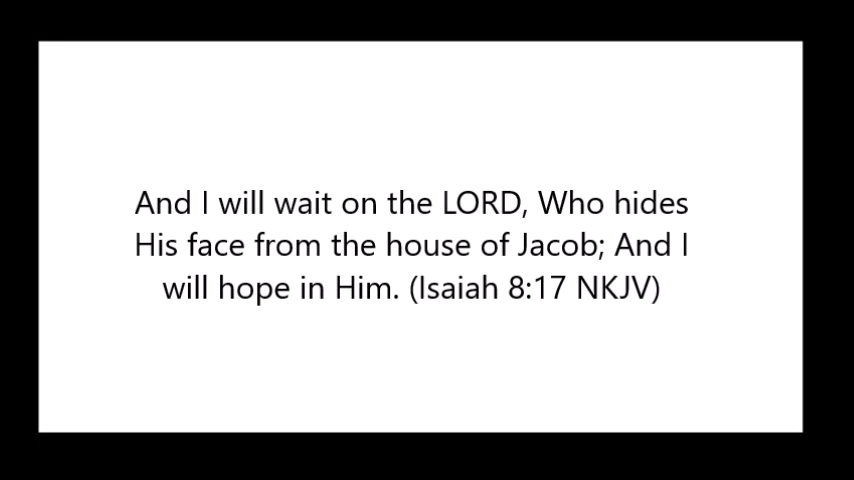 And I will wait on the LORD, Who hides
His face from the house of Jacob; And I
will hope in Him. (Isaiah 8:17 NKJV)